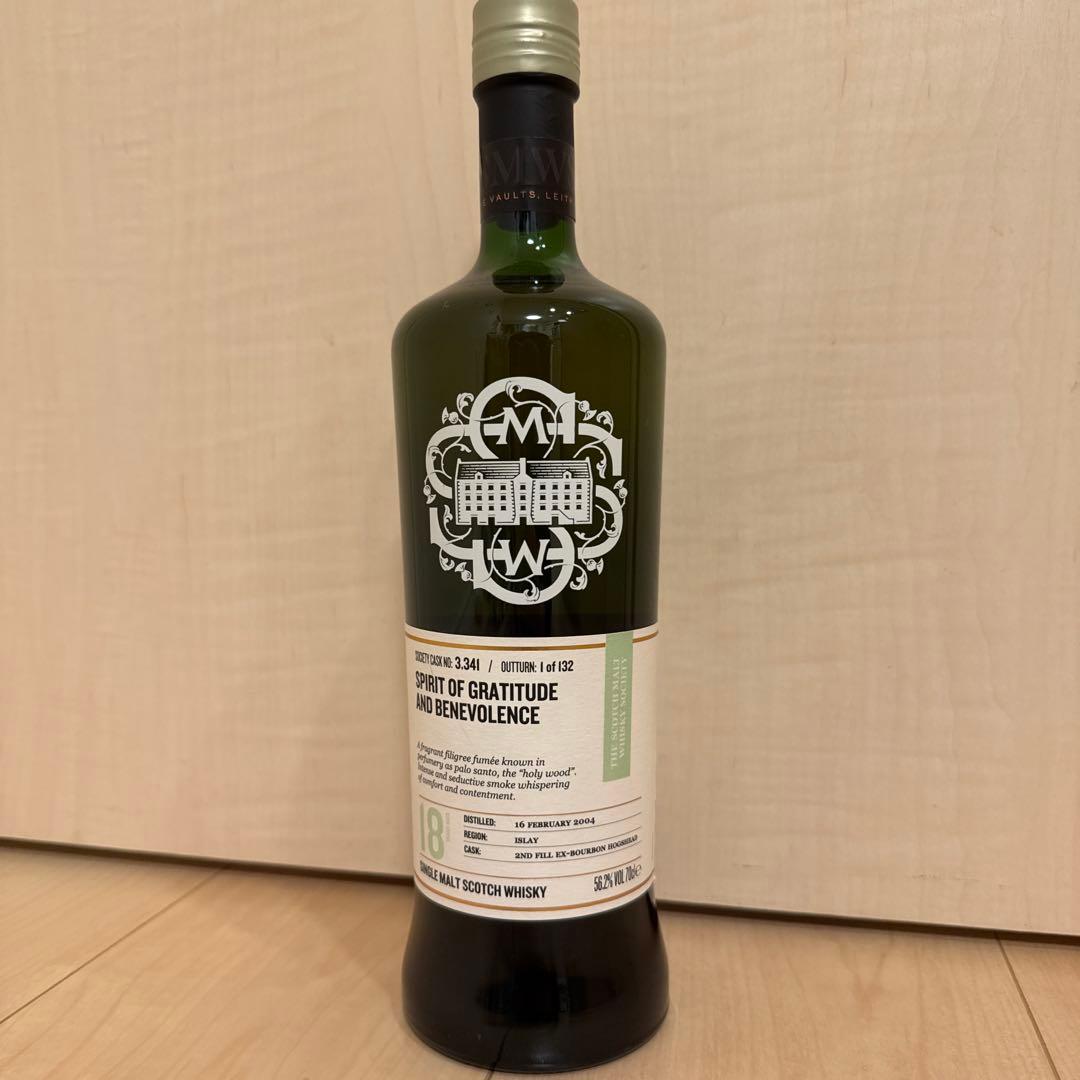 MW
E VAULTS, LEITH
M
W
SOCIETY CASK NO: 3.341 / OUTTURN: 1 of 132
SPIRIT OF GRATITUDE
AND BENEVOLENCE
THE SCOTCH MALT
WHISKY SOCIETY
A fragrant filigree fumée known in
perfumery as palo santo, the "holy wood".
Intense and seductive smoke whispering
of comfort and contentment.
18
DISTILLED: 16 FEBRUARY 2004
REGION: ISLAY
CASK: 2ND FILL EX-BOURBON HOGSHEAD
SINGLE MALT SCOTCH WHISKY
56.2% VOL 70cl e